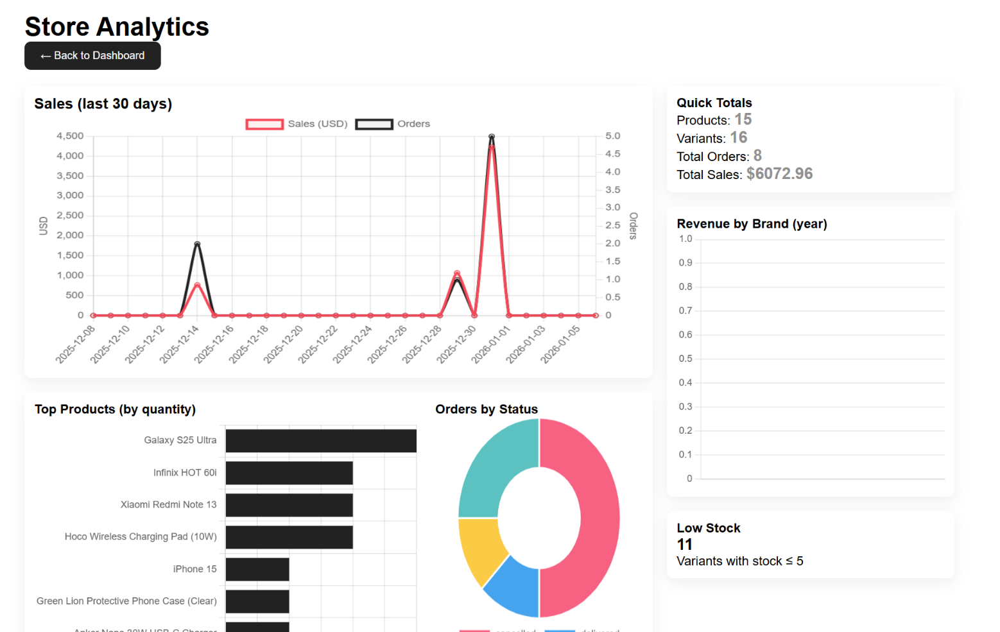 Store Analytics
← Back to Dashboard
Sales (last 30 days)
Sales (USD) Orders
USD
4,500
4,000
3,500
3,000
2,500
2,000
1,500
1,000
500
0
5.0
4.5
4.0
3.5
3.0
2.5
2.0
1.5
1.0
0.5
0
Orders
2025-12-08
2025-12-10
2025-12-12
2025-12-14
2025-12-16
2025-12-18
2025-12-20
2025-12-22
2025-12-24
2025-12-26
2025-12-28
2025-12-30
2026-01-01
2026-01-03
2026-01-05
Quick Totals
Products: 15
Variants: 16
Total Orders: 8
Total Sales: $6072.96
Revenue by Brand (year)
1.0
0.9
0.8
0.7
0.6
0.5
0.4
0.3
0.2
0.1
0
Top Products (by quantity)
Galaxy S25 Ultra
Infinix HOT 60i
Xiaomi Redmi Note 13
Hoco Wireless Charging Pad (10W)
iPhone 15
Green Lion Protective Phone Case (Clear)
Anker Nano 30W USB-C Charger
Orders by Status
cancelled delivered
Low Stock
11
Variants with stock ≤ 5